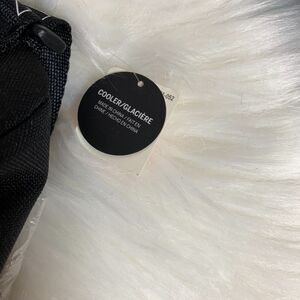 COOLER/GLACIÈRE
MADE IN CHINA / FAIT EN
CHINE / HECHO EN CHINA